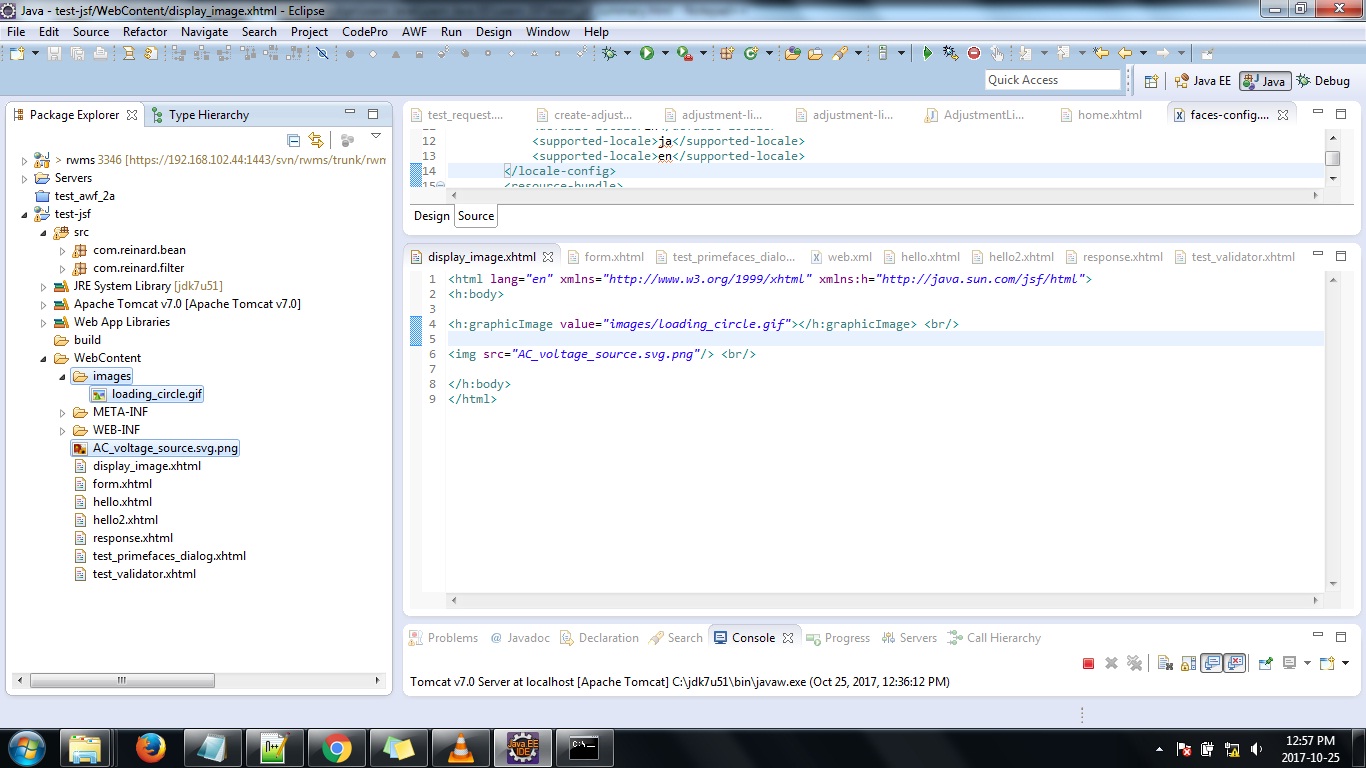 Java - test-jsf/WebContent/display_image.xhtml - Eclipse
File Edit Source Refactor Navigate Search Project CodePro AWF Run Design Window Help
Quick Access
Java EE
Java
Debug
Package Explorer
Type Hierarchy
> rwms 3346 [https://192.168.102.44:1443/svn/rwms/trunk/rwn
Servers
test_awf_2a
test-jsf
src
com.reinard.bean
com.reinard.filter
JRE System Library [jdk7u51]
Apache Tomcat v7.0 [Apache Tomcat v7.0]
Web App Libraries
build
WebContent
images
loading_circle.gif
META-INF
WEB-INF
AC_voltage_source.svg.png
display_image.xhtml
form.xhtml
hello.xhtml
hello2.xhtml
response.xhtml
test_primefaces_dialog.xhtml
test_validator.xhtml
test_request.... create-adjust... adjustment-li... adjustment-li... AdjustmentLi... home.xhtml faces-config....
12 <supported-locale>ja</supported-locale>
13 <supported-locale>en</supported-locale>
14 </locale-config>
15 <resource-bundle>
Design Source
display_image.xhtml form.xhtml test_primefaces_dialo... web.xml hello.xhtml hello2.xhtml response.xhtml test_validator.xhtml
1 <html lang="en" xmlns="http://www.w3.org/1999/xhtml" xmlns:h="http://java.sun.com/jsf/html">
2 <h:body>
3
4 <h:graphicImage value="images/loading_circle.gif"></h:graphicImage> <br/>
5
6 <img src="AC_voltage_source.svg.png"/> <br/>
7
8 </h:body>
9 </html>
Problems @ Javadoc Declaration Search Console Progress Servers Call Hierarchy
Tomcat v7.0 Server at localhost [Apache Tomcat] C:\jdk7u51\bin\javaw.exe (Oct 25, 2017, 12:36:12 PM)
Java EE
IDE
C:\
12:57 PM
2017-10-25